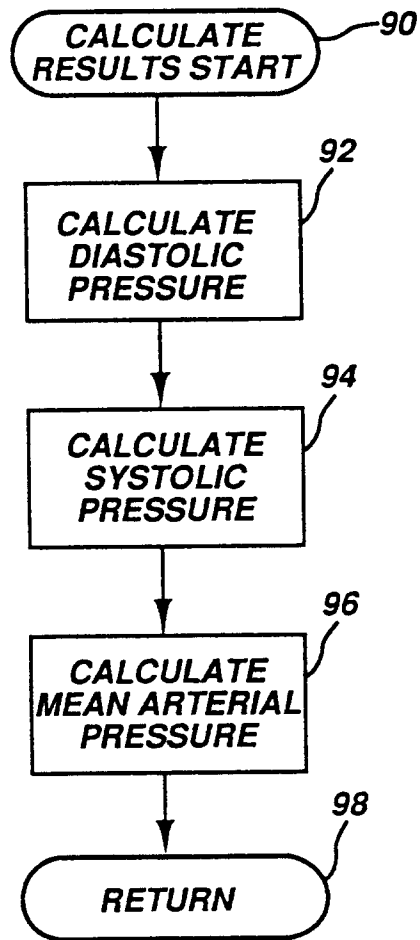 CALCULATE
RESULTS START
90
92
CALCULATE
DIASTOLIC
PRESSURE
94
CALCULATE
SYSTOLIC
PRESSURE
96
CALCULATE
MEAN ARTERIAL
PRESSURE
98
RETURN